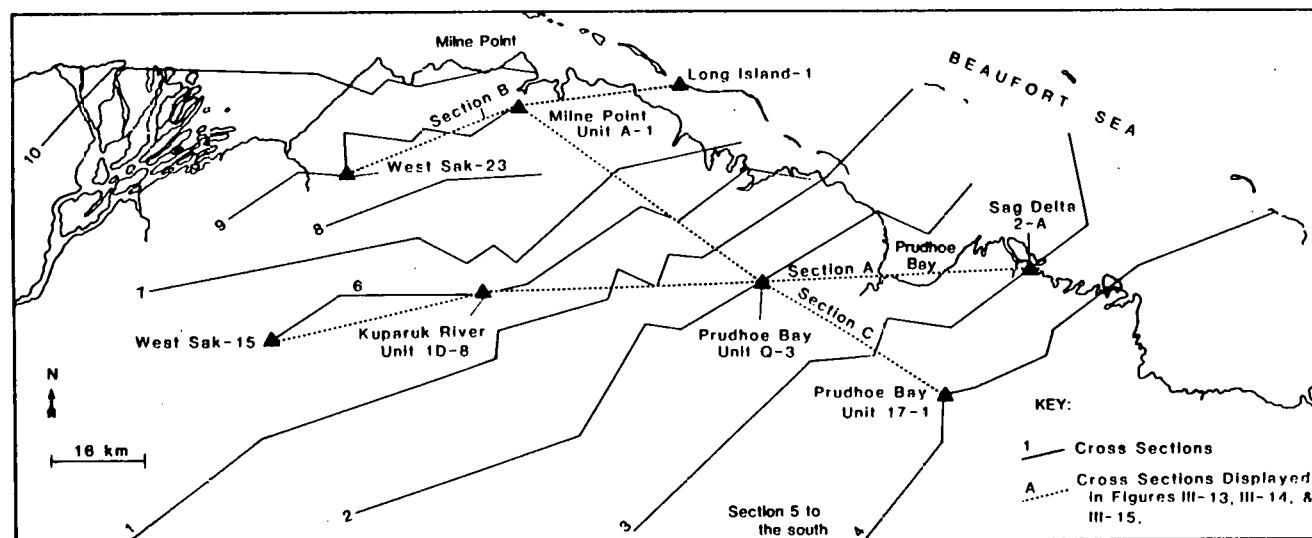 Milne Point
Long Island-1
BEAUFORT SEA
Section B
Milne Point
Unit A-1
10
West Sak-23
9
8
Sag Delta
2-A
Prudhoe
Bay
Section A
7
6
Kuparuk River
Unit 1D-8
West Sak-15
Prudhoe Bay
Unit Q-3
Section C
Prudhoe Bay
Unit 17-1
N
16 km
KEY:
1 Cross Sections
A Cross Sections Displayed
in Figures III-13, III-14, &
III-15.
Section 5 to
the south
1
2
3
4